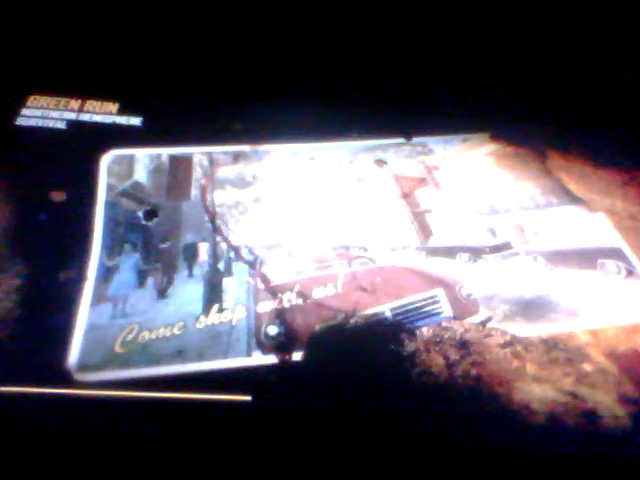 GREEN RUN
NORTHERN HEMISPHERE
SURVIVAL
Come shop with us!